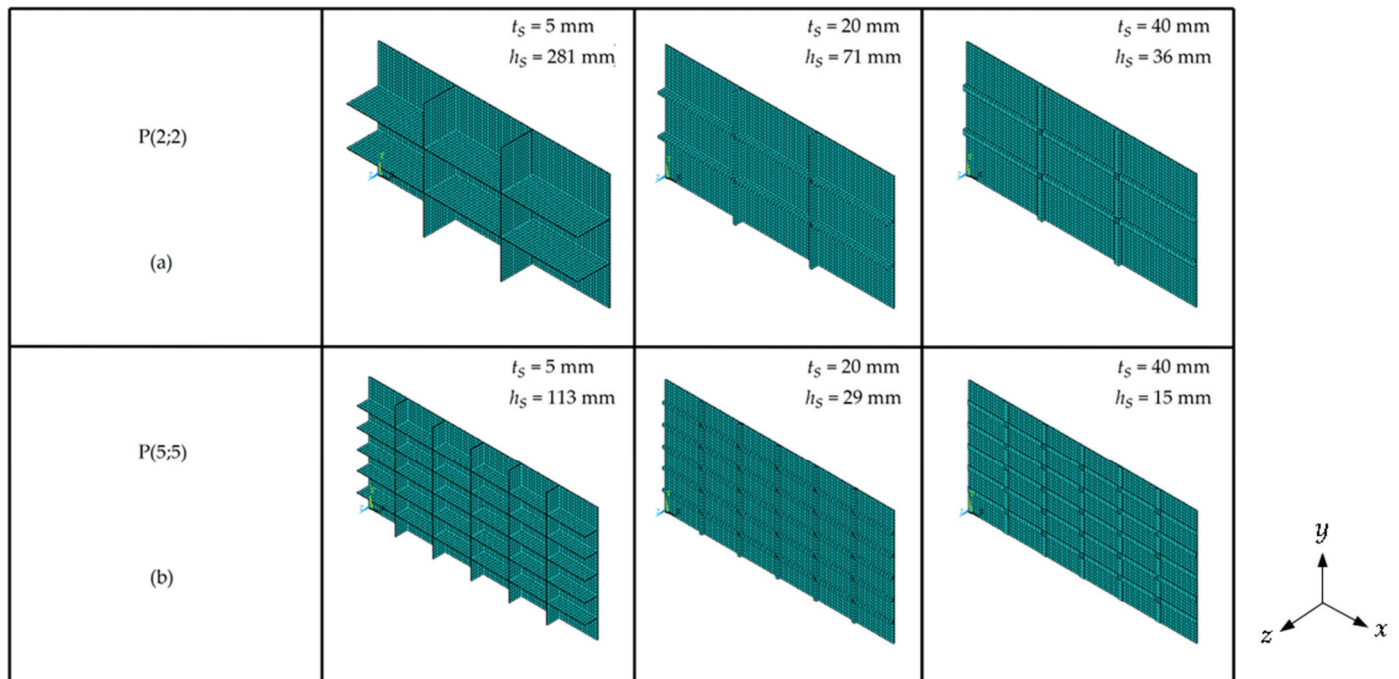 t_S = 5 mm
h_S = 281 mm
t_S = 20 mm
h_S = 71 mm
t_S = 40 mm
h_S = 36 mm
P(2;2)
(a)
t_S = 5 mm
h_S = 113 mm
t_S = 20 mm
h_S = 29 mm
t_S = 40 mm
h_S = 15 mm
P(5;5)
(b)
y
z
x